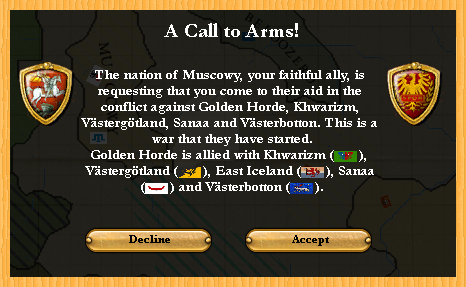 A Call to Arms!
The nation of Muscowy, your faithful ally, is
requesting that you come to their aid in the
conflict against Golden Horde, Khwarizm,
Västergötland, Sanaa and Västerbotton. This is a
war that they have started.
Golden Horde is allied with Khwarizm ( ),
Västergötland ( ), East Iceland ( ), Sanaa
( ) and Västerbotton ( ).
Decline
Accept